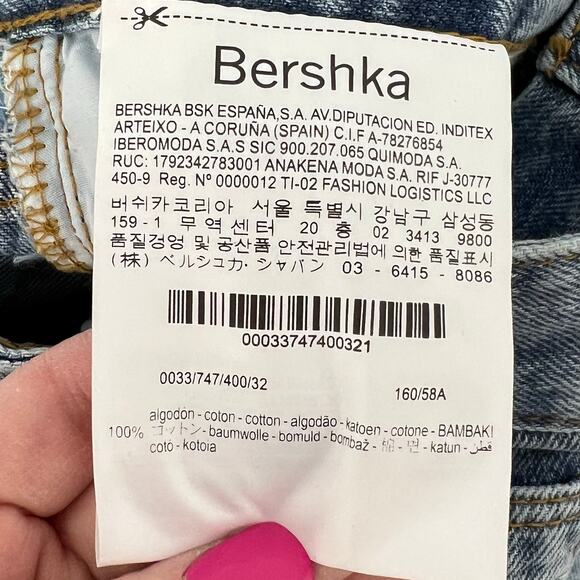 Bershka
BERSHKA BSK ESPAÑA,S.A. AV.DIPUTACION ED. INDITEX
ARTEIXO - A CORUÑA (SPAIN) C.I.F A-78276854
IBEROMODA S.A.S SIC 900.207.065 QUIMODA S.A.
RUC: 1792342783001 ANAKENA MODA S.A. RIF J-30777
450-9 Reg. Nº 0000012 TI-02 FASHION LOGISTICS LLC
버쉬카코리아 서울 특별시 강남구 삼성동
159-1 무역센터 20 층 02 3413 9800
품질경영 및 공산품 안전관리법에 의한 품질표시
(株) ベルシュカ・ジャパン 03 - 6415 - 8086
00033747400321
0033/747/400/32
160/58A
algodón - coton - cotton - algodão - katoen - cotone - BAMBAKI
100% コットン - baumwolle - bomuld - bombaž - 棉 - 면 - katun - قطن
cotó - kotoia